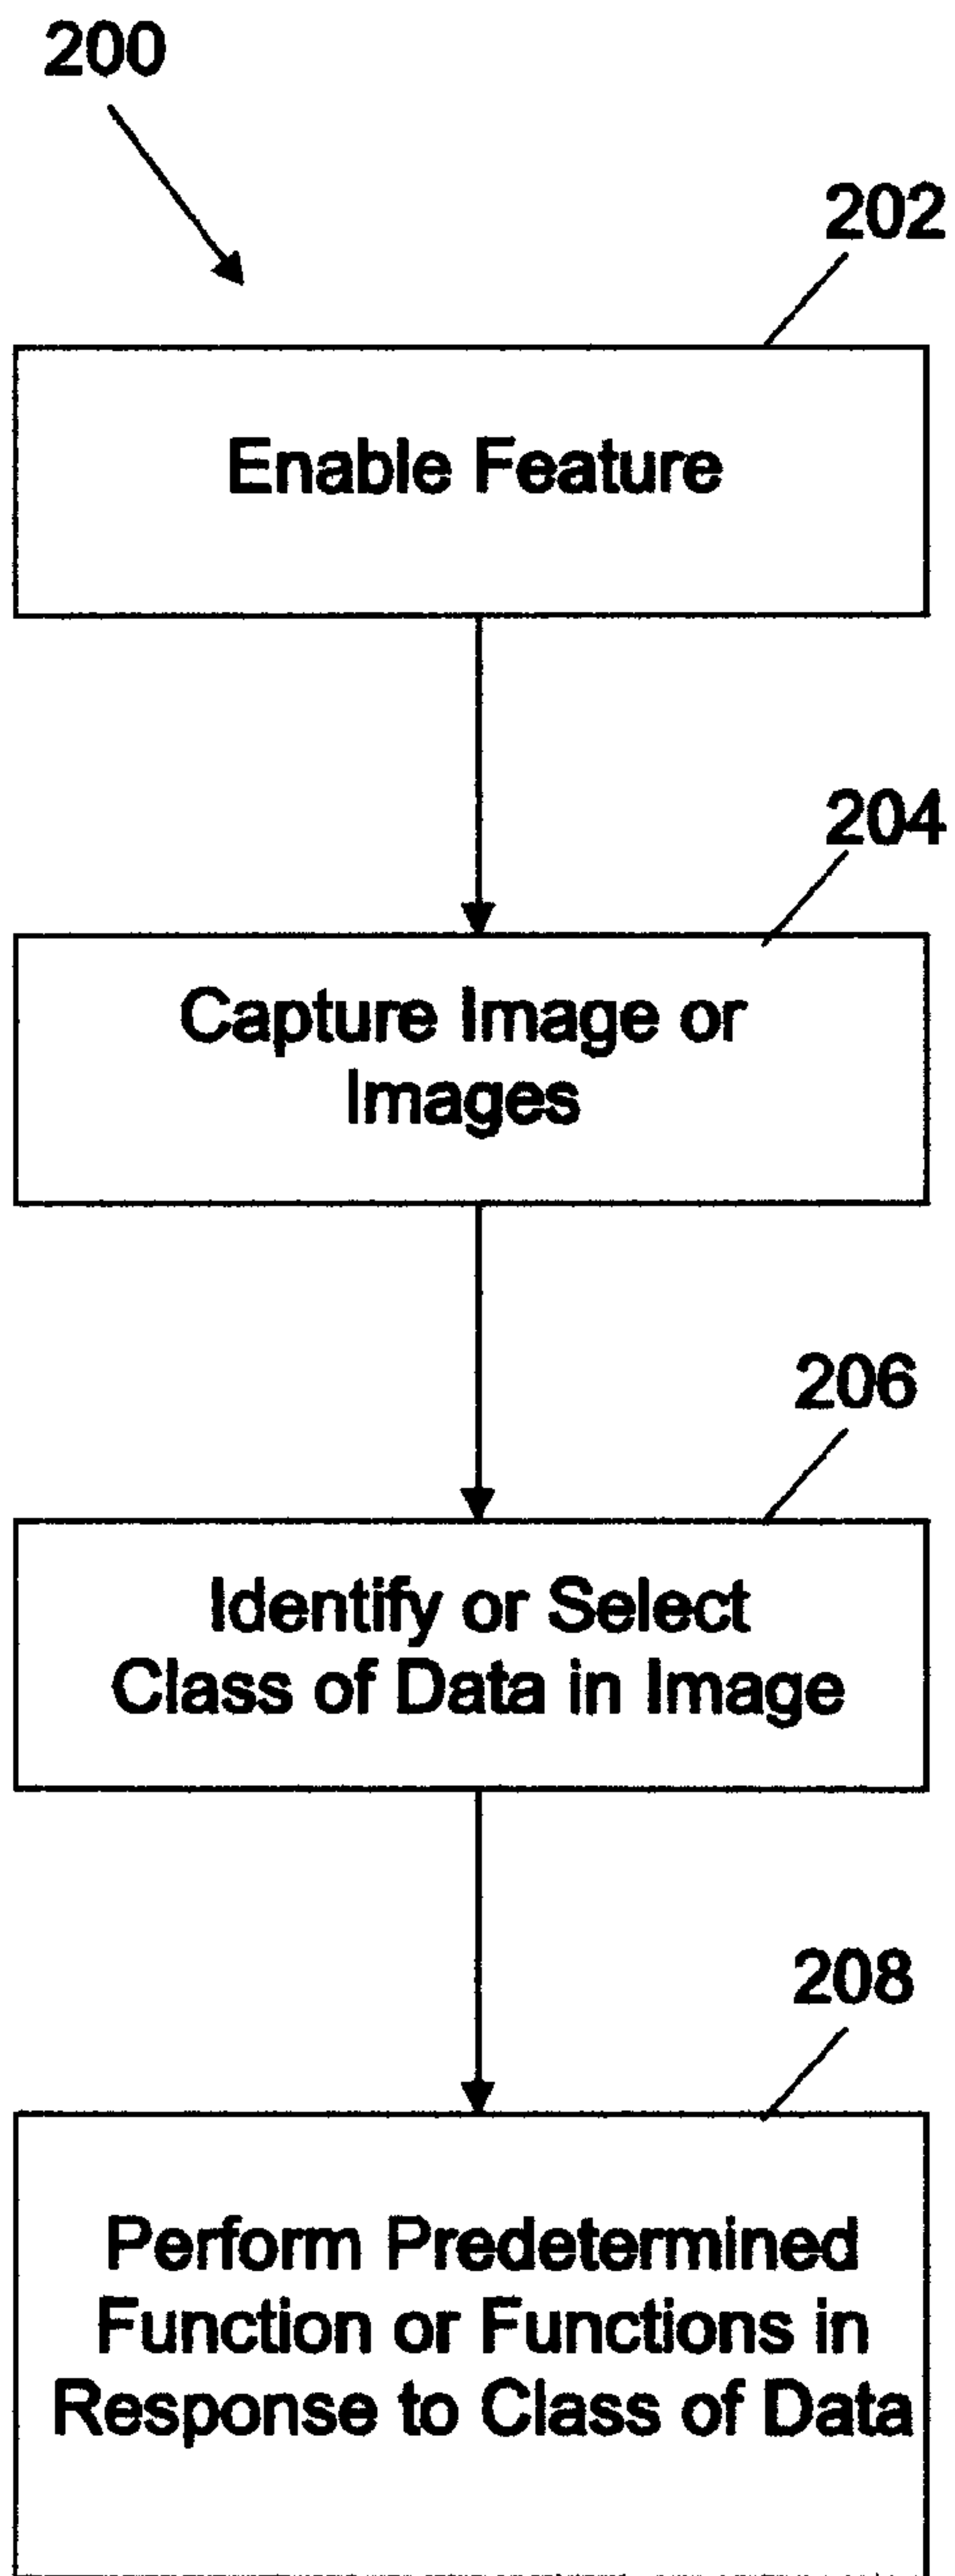 200
202
Enable Feature
204
Capture Image or
Images
206
Identify or Select
Class of Data in Image
208
Perform Predetermined
Function or Functions in
Response to Class of Data